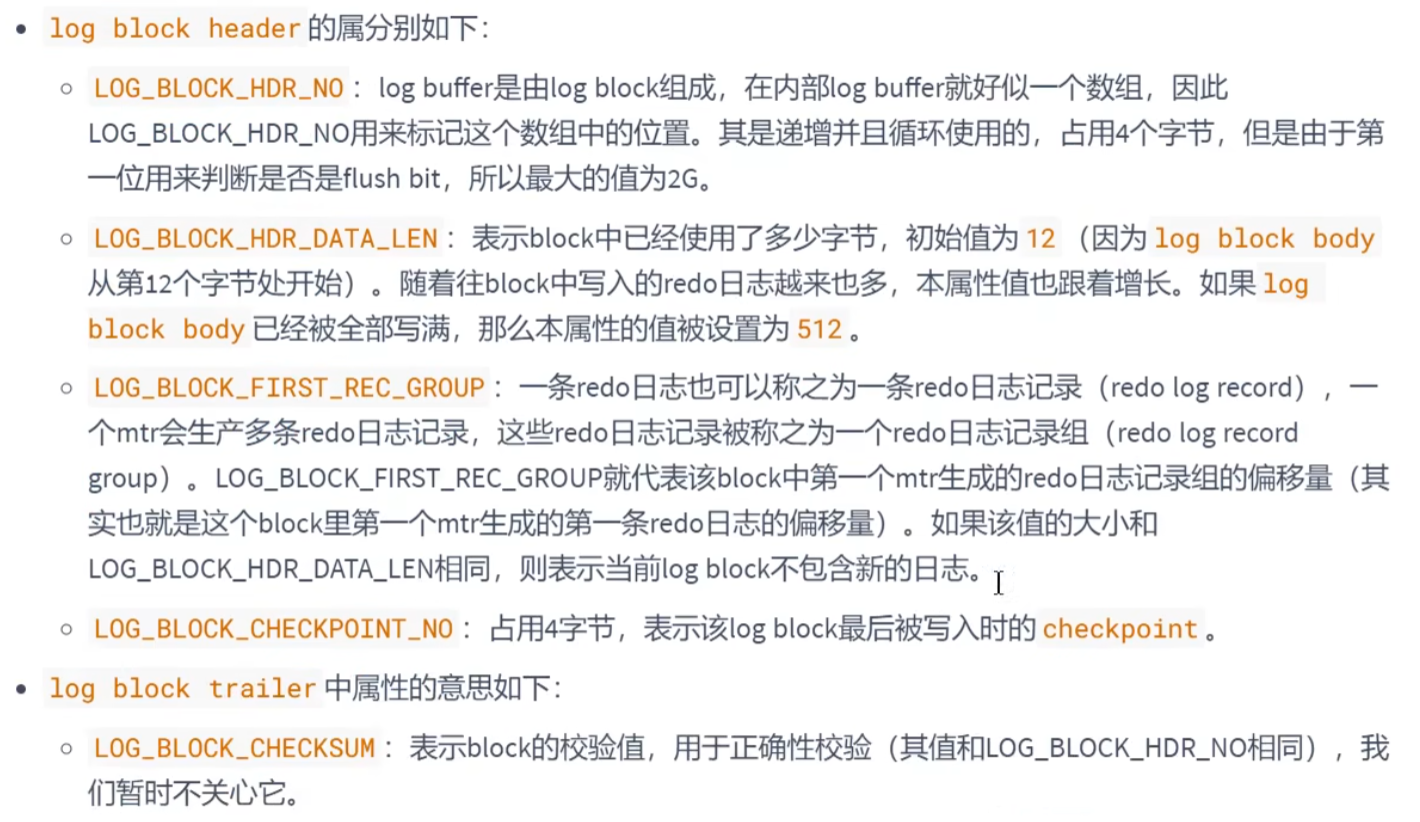 log block header的属分别如下：
LOG_BLOCK_HDR_NO：log buffer是由log block组成，在内部log buffer就好似一个数组，因此
LOG_BLOCK_HDR_NO用来标记这个数组中的位置。其是递增并且循环使用的，占用4个字节，但是由于第
一位用来判断是否是flush bit，所以最大的值为2G。
LOG_BLOCK_HDR_DATA_LEN：表示block中已经使用了多少字节，初始值为 12 （因为 log block body
从第12个字节处开始）。随着往block中写入的redo日志越来也多，本属性值也跟着增长。如果 log
block body 已经被全部写满，那么本属性的值被设置为 512 。
LOG_BLOCK_FIRST_REC_GROUP：一条redo日志也可以称之为一条redo日志记录（redo log record），一
个mtr会生产多条redo日志记录，这些redo日志记录被称之为一个redo日志记录组（redo log record
group）。LOG_BLOCK_FIRST_REC_GROUP就代表该block中第一个mtr生成的redo日志记录组的偏移量（其
实也就是这个block里第一个mtr生成的第一条redo日志的偏移量）。如果该值的大小和
LOG_BLOCK_HDR_DATA_LEN相同，则表示当前log block不包含新的日志。
LOG_BLOCK_CHECKPOINT_NO：占用4字节，表示该log block最后被写入时的 checkpoint 。
log block trailer 中属性的意思如下：
LOG_BLOCK_CHECKSUM：表示block的校验值，用于正确性校验（其值和LOG_BLOCK_HDR_NO相同），我
们暂时不关心它。